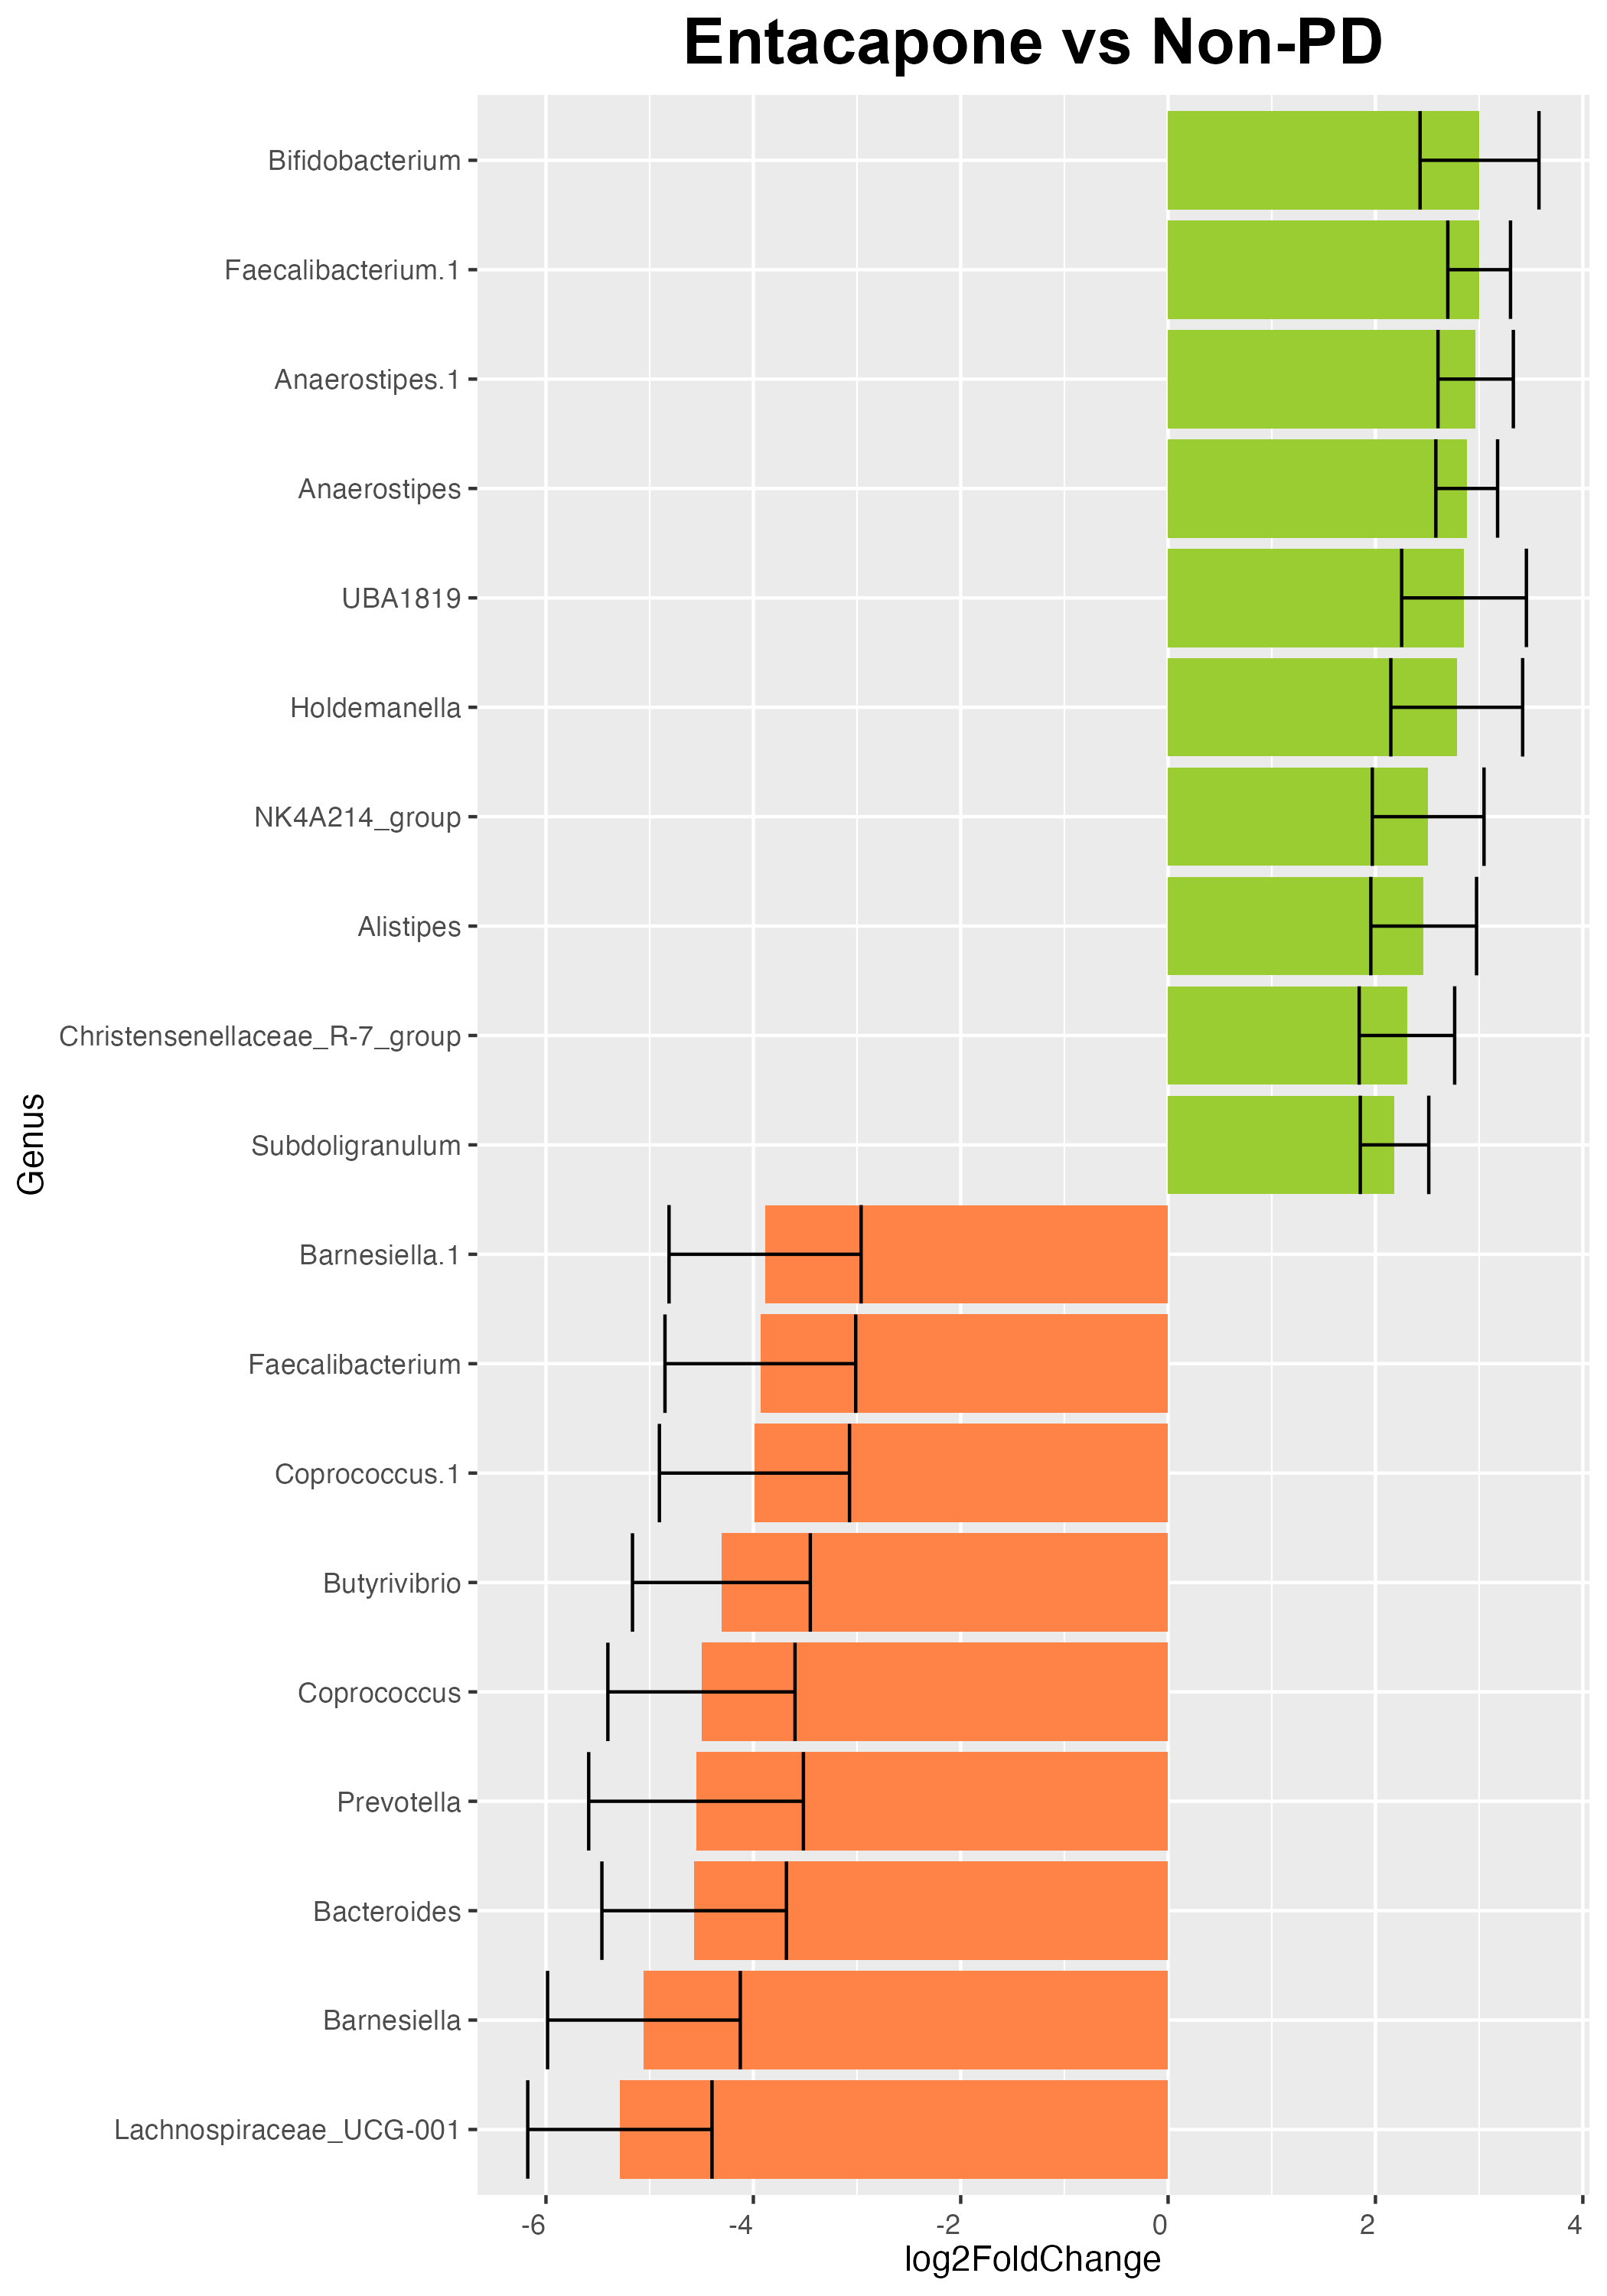 Entacapone vs Non-PD
Bifidobacterium
Faecalibacterium.1
Anaerostipes.1
Anaerostipes
UBA1819
Holdemanella
NK4A214_group
Alistipes
Christensenellaceae_R-7_group
Subdoligranulum
Barnesiella.1
Faecalibacterium
Coprococcus.1
Butyrivibrio
Coprococcus
Prevotella
Bacteroides
Barnesiella
Lachnospiraceae_UCG-001
Genus
-6 -4 -2 0 2 4
log2FoldChange